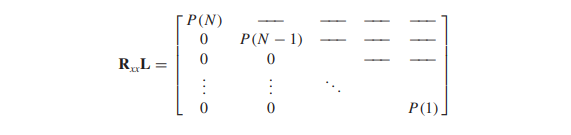 P(N) — — — —
0 P(N − 1) — — —
R_xx L = 0 0 — —
⋮ ⋮ ⋱
0 0 P(1)